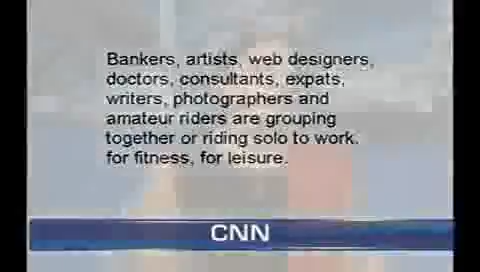 Bankers, artists, web designers,
doctors, consultants, expats,
writers, photographers and
amateur riders are grouping
together or riding solo to work,
for fitness, for leisure.
CNN